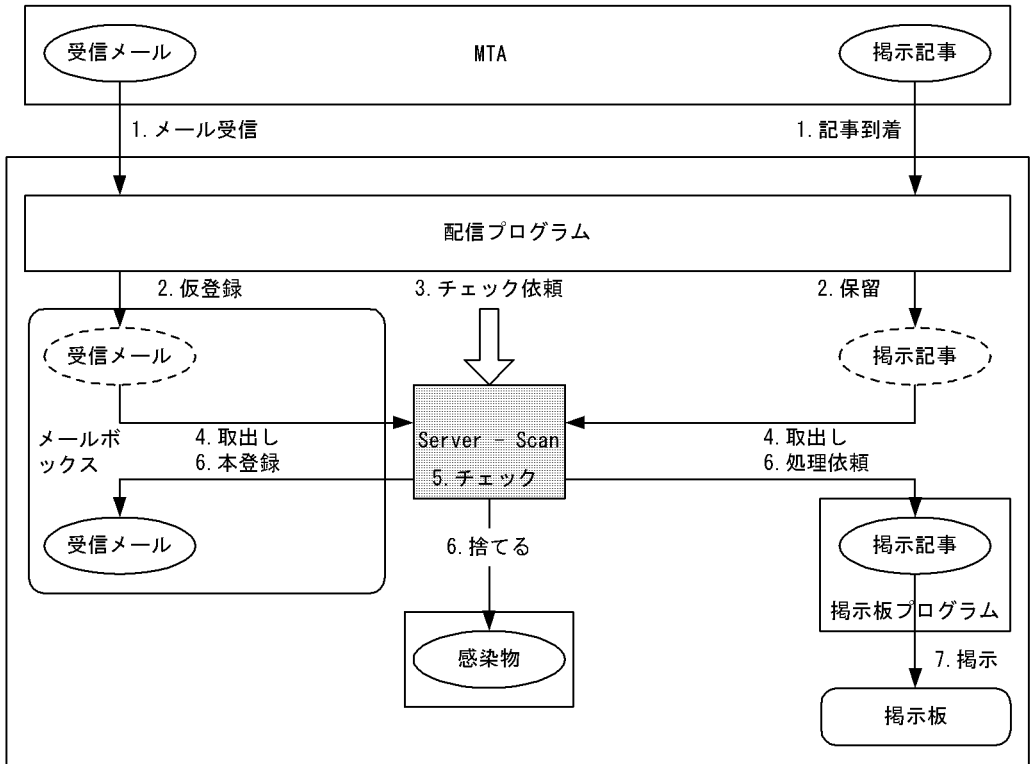 受信メール
MTA
掲示記事
1. メール受信
1. 記事到着
配信プログラム
2. 仮登録
3. チェック依頼
2. 保留
受信メール
掲示記事
メールボ
ックス
4. 取出し
6. 本登録
Server - Scan
5. チェック
4. 取出し
6. 処理依頼
受信メール
6. 捨てる
掲示記事
掲示板プログラム
感染物
7. 掲示
掲示板